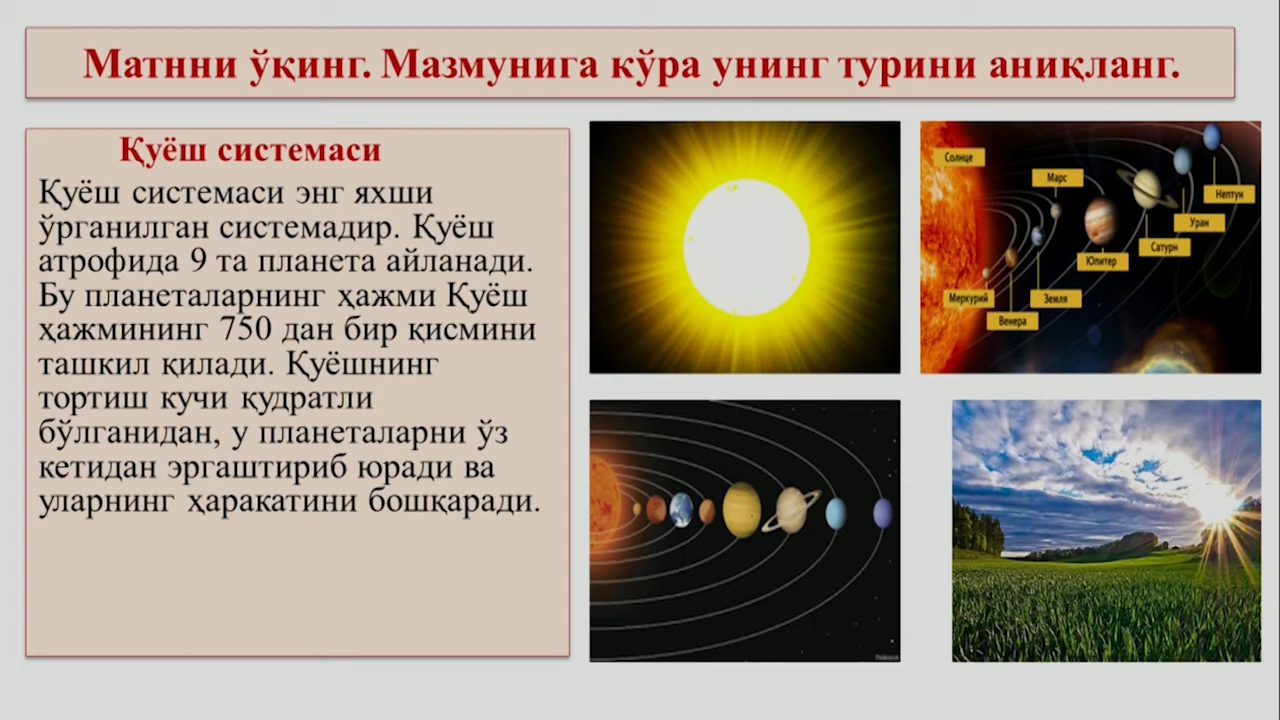 Матнни ўқинг. Мазмунига кўра унинг турини аниқланг.
Қуёш системаси
Қуёш системаси энг яхши
ўрганилган системадир. Қуёш
атрофида 9 та планета айланади.
Бу планеталарнинг ҳажми Қуёш
ҳажмининг 750 дан бир қисмини
ташкил қилади. Қуёшнинг
тортиш кучи қудратли
бўлганидан, у планеталарни ўз
кетидан эргаштириб юради ва
уларнинг ҳаракатини бошқаради.
Солнце
Марс
Нептун
Уран
Сатурн
Юпитер
Меркурий
Земля
Венера